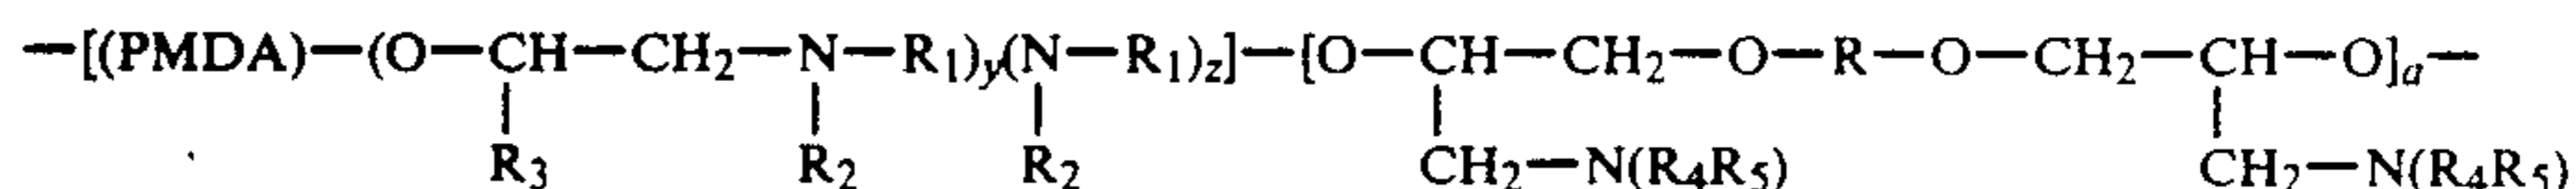 —[(PMDA)—(O—CH—CH₂—N—R₁)y(N—R₁)z]—[O—CH—CH₂—O—R—O—CH₂—CH—O]a—
R₃ R₂ R₂ CH₂—N(R₄R₅) CH₂—N(R₄R₅)